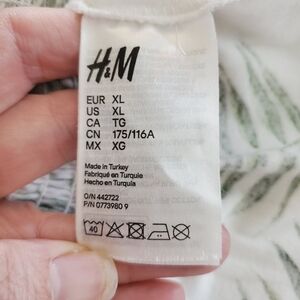 H&M
EUR XL
US XL
CA TG
CN 175/116A
MX XG
Made in Turkey
Fabriqué en Turquie
Hecho en Turquía
O/N 442722
P/N 0773980 9
40